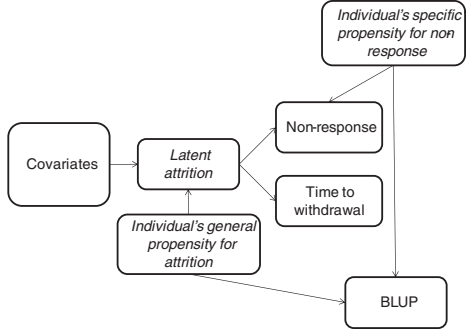 Individual's specific
propensity for non
response
Non-response
Covariates
Latent
attrition
Time to
withdrawal
Individual's general
propensity for
attrition
BLUP